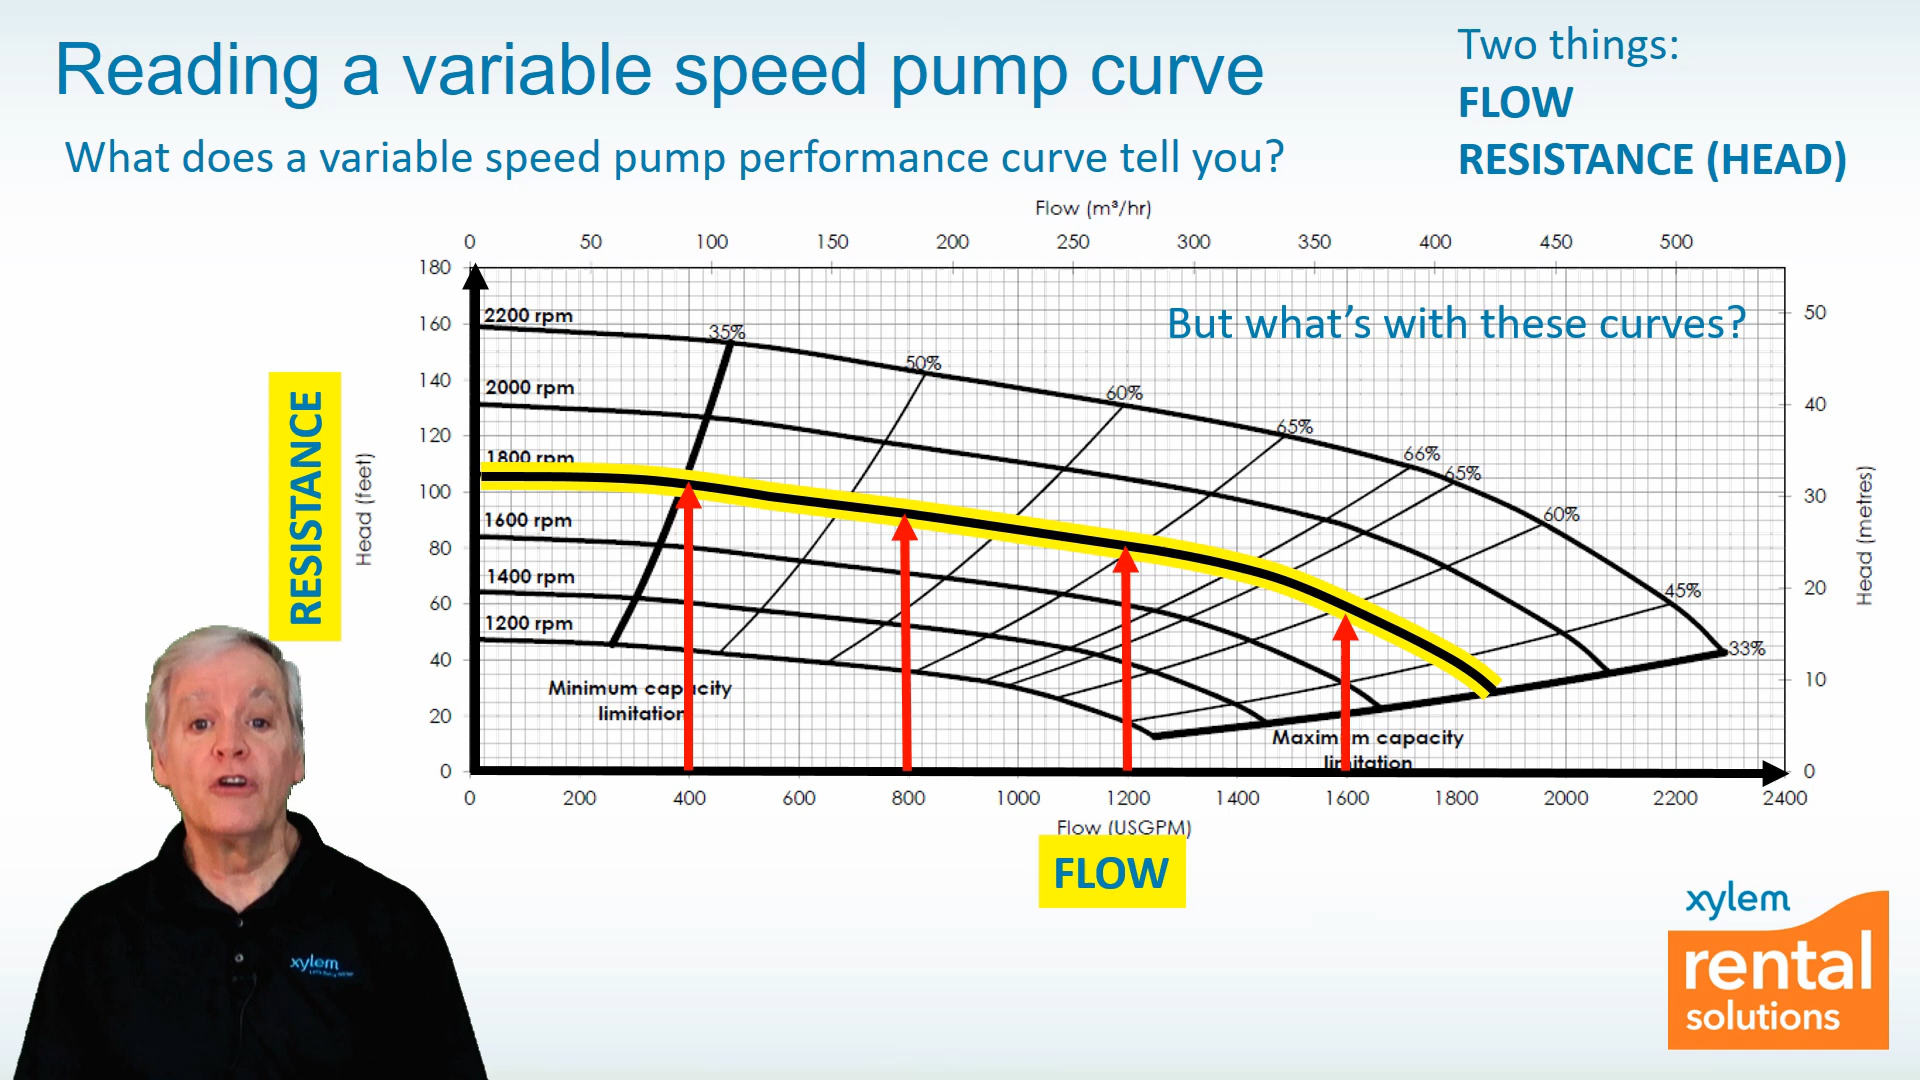 Reading a variable speed pump curve
What does a variable speed pump performance curve tell you?
Two things:
FLOW
RESISTANCE (HEAD)
Flow (m³/hr)
0 50 100 150 200 250 300 350 400 450 500
180
160
140
120
100
80
60
40
20
0
50
40
30
20
10
0
RESISTANCE
Head (feet)
Head (metres)
But what's with these curves?
2200 rpm
2000 rpm
1800 rpm
1600 rpm
1400 rpm
1200 rpm
35%
50%
60%
65%
66%
65%
60%
45%
33%
Minimum capacity
limitation
Maximum capacity
limitation
0 200 400 600 800 1000 1200 1400 1600 1800 2000 2200 2400
Flow (USGPM)
FLOW
xylem
xylem
rental
solutions